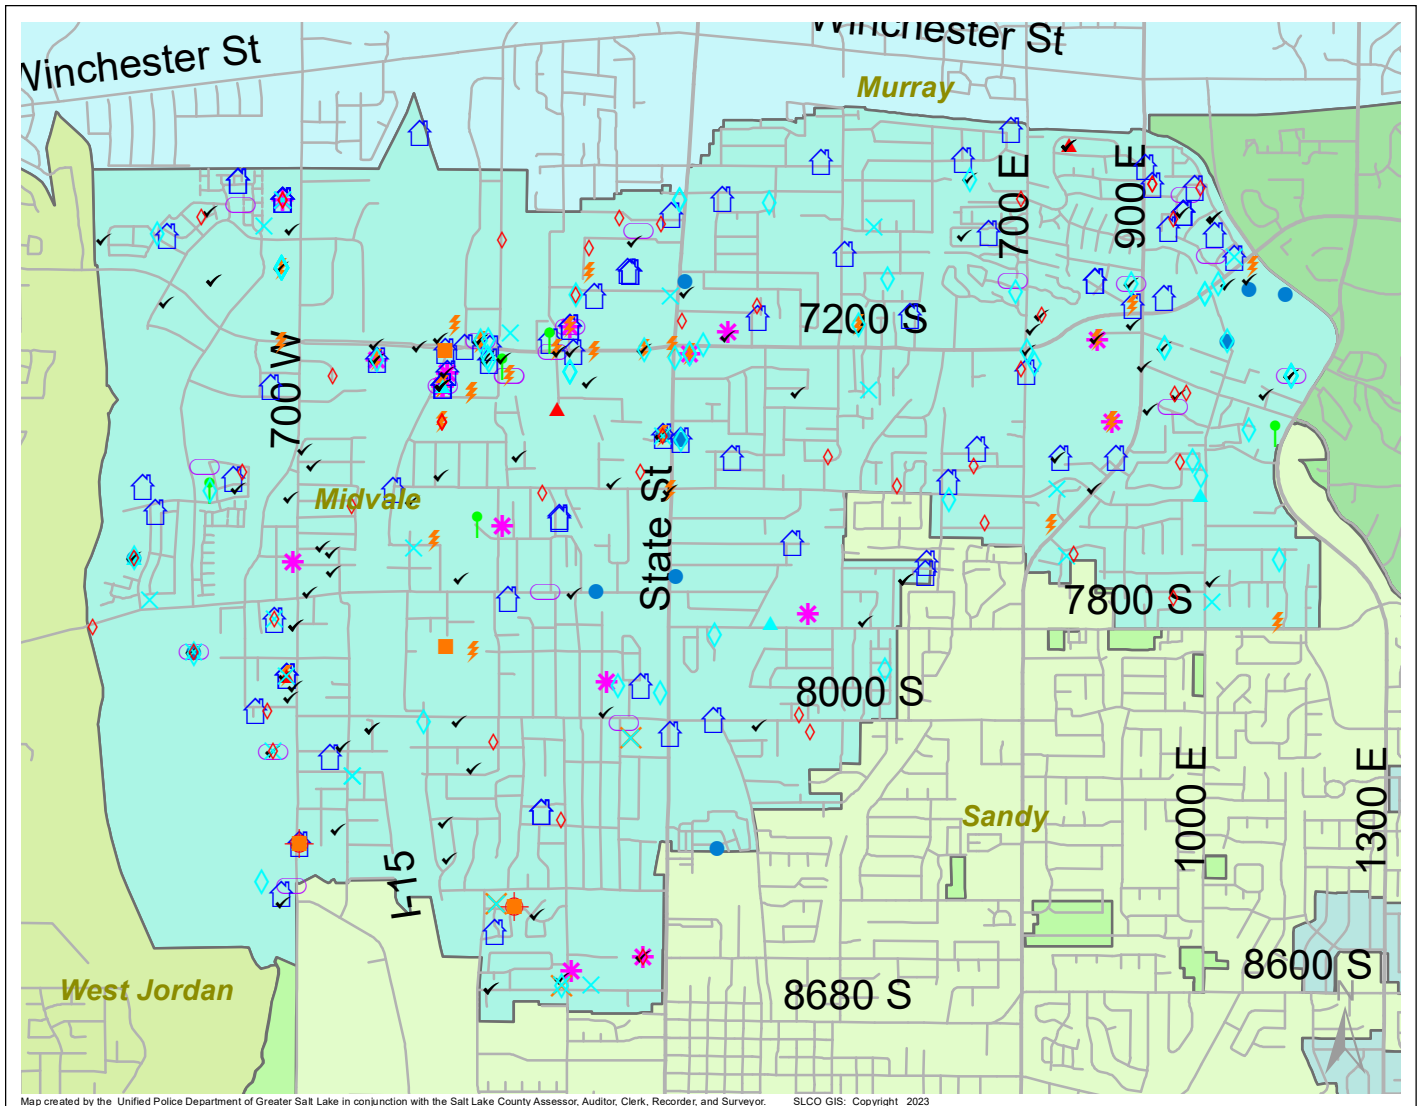 Winchester St
Winchester St
Murray
700 E
900 E
7200 S
700 W
Midvale
State St
7800 S
8000 S
Sandy
1000 E
1300 E
I-15
8600 S
West Jordan
8680 S
Map created by the Unified Police Department of Greater Salt Lake in conjunction with the Salt Lake County Assessor, Auditor, Clerk, Recorder, and Surveyor. SLCO GIS: Copyright 2023